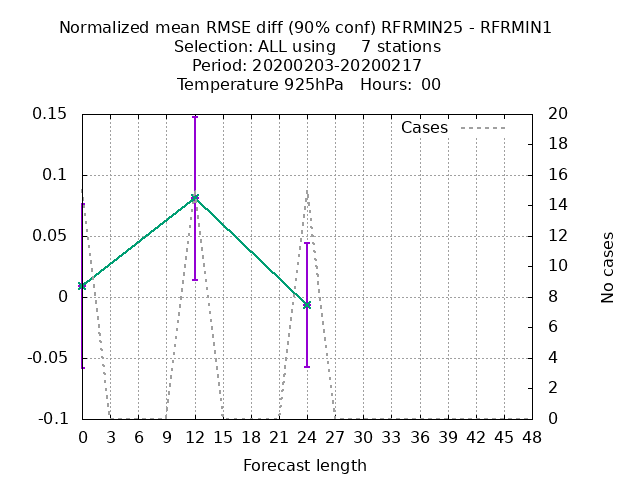 Normalized mean RMSE diff (90% conf) RFRMIN25 - RFRMIN1
Selection: ALL using 7 stations
Period: 20200203-20200217
Temperature 925hPa Hours: 00
Cases
0.15
0.1
0.05
0
-0.05
-0.1
20
18
16
14
12
10
8
6
4
2
0
No cases
0 3 6 9 12 15 18 21 24 27 30 33 36 39 42 45 48
Forecast length